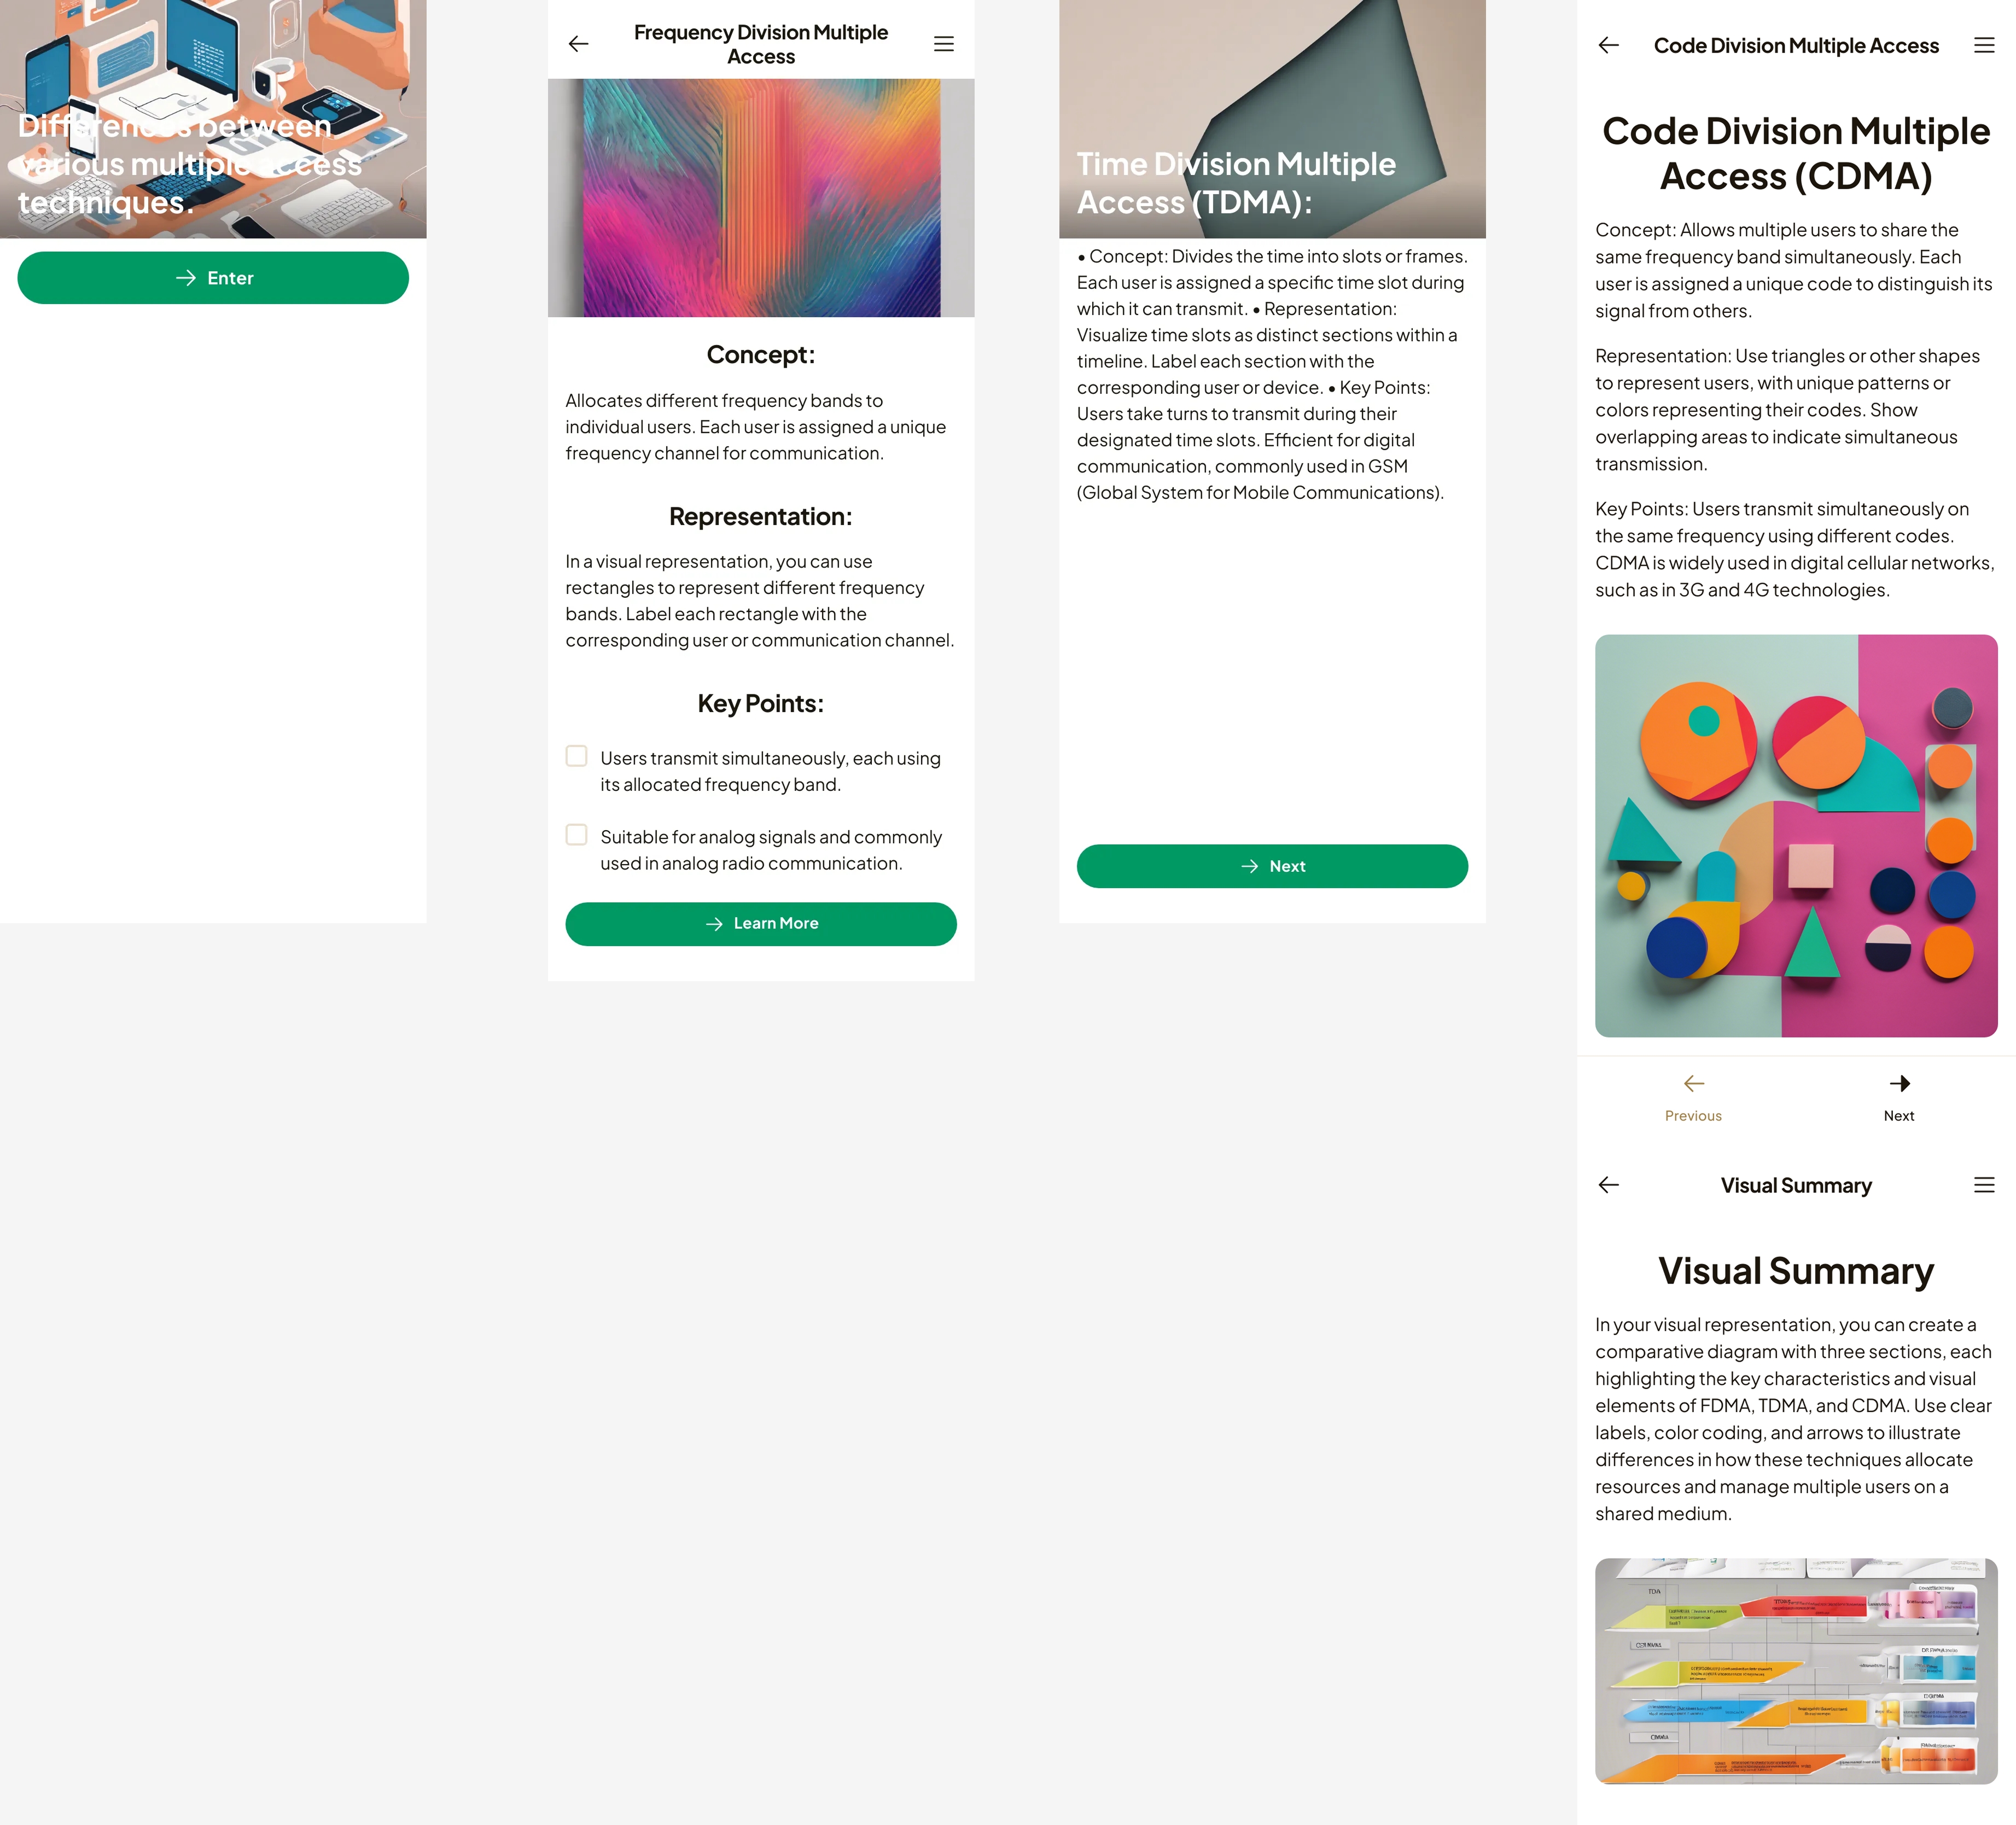 Differences between
various multiple access
techniques.
Enter
Frequency Division Multiple
Access
Concept:
Allocates different frequency bands to
individual users. Each user is assigned a unique
frequency channel for communication.
Representation:
In a visual representation, you can use
rectangles to represent different frequency
bands. Label each rectangle with the
corresponding user or communication channel.
Key Points:
Users transmit simultaneously, each using
its allocated frequency band.
Suitable for analog signals and commonly
used in analog radio communication.
Learn More
Time Division Multiple
Access (TDMA):
• Concept: Divides the time into slots or frames.
Each user is assigned a specific time slot during
which it can transmit. • Representation:
Visualize time slots as distinct sections within a
timeline. Label each section with the
corresponding user or device. • Key Points:
Users take turns to transmit during their
designated time slots. Efficient for digital
communication, commonly used in GSM
(Global System for Mobile Communications).
Next
Code Division Multiple Access
Code Division Multiple
Access (CDMA)
Concept: Allows multiple users to share the
same frequency band simultaneously. Each
user is assigned a unique code to distinguish its
signal from others.
Representation: Use triangles or other shapes
to represent users, with unique patterns or
colors representing their codes. Show
overlapping areas to indicate simultaneous
transmission.
Key Points: Users transmit simultaneously on
the same frequency using different codes.
CDMA is widely used in digital cellular networks,
such as in 3G and 4G technologies.
Previous
Next
Visual Summary
Visual Summary
In your visual representation, you can create a
comparative diagram with three sections, each
highlighting the key characteristics and visual
elements of FDMA, TDMA, and CDMA. Use clear
labels, color coding, and arrows to illustrate
differences in how these techniques allocate
resources and manage multiple users on a
shared medium.
TDA